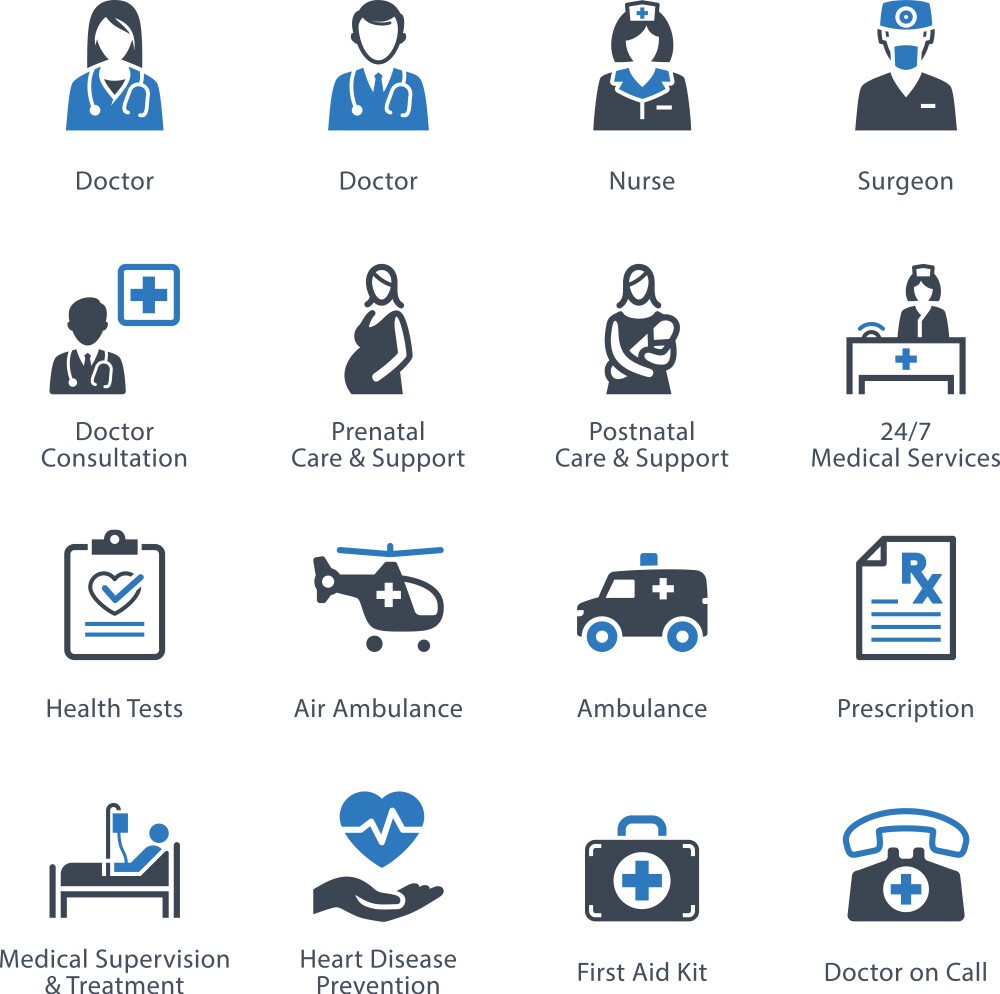 Doctor
Doctor
Nurse
Surgeon
Doctor
Consultation
Prenatal
Care & Support
Postnatal
Care & Support
24/7
Medical Services
Rx
Health Tests
Air Ambulance
Ambulance
Prescription
Medical Supervision
& Treatment
Heart Disease
Prevention
First Aid Kit
Doctor on Call